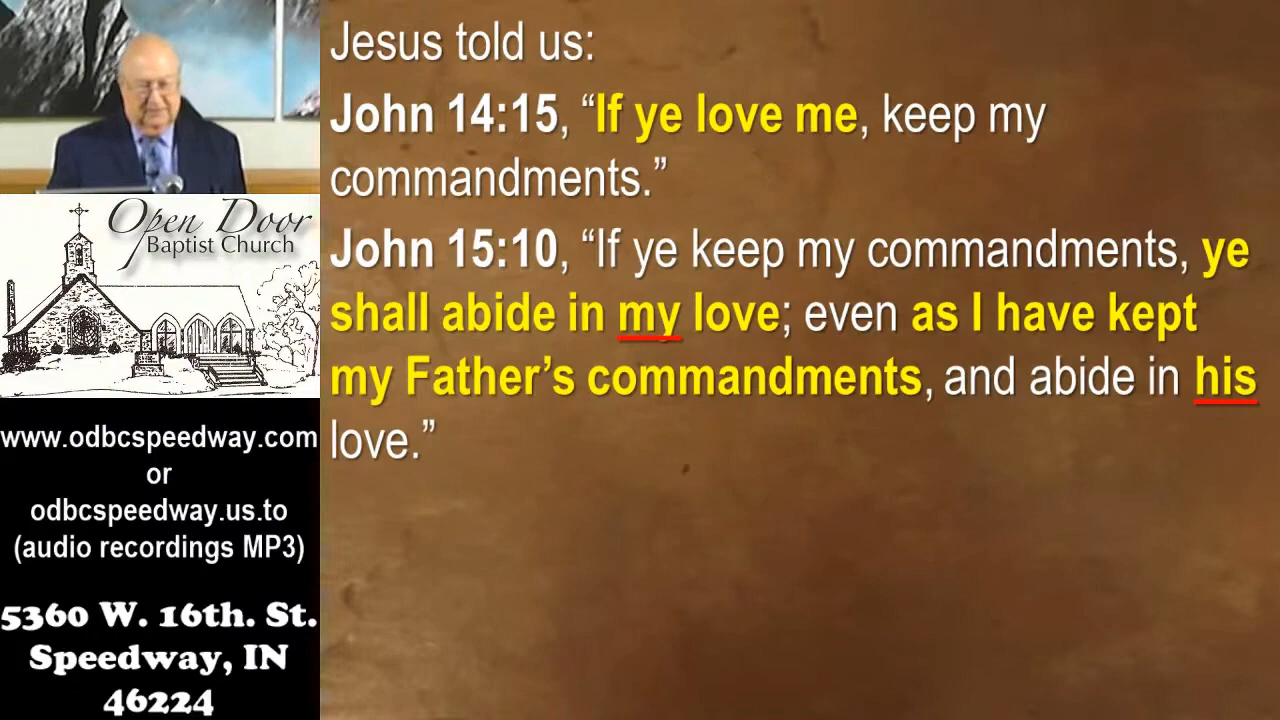 Jesus told us:
John 14:15, “If ye love me, keep my
commandments.”
John 15:10, “If ye keep my commandments, ye
shall abide in my love; even as I have kept
my Father’s commandments, and abide in his
love.”
Open Door
Baptist Church
www.odbcspeedway.com
or
odbcspeedway.us.to
(audio recordings MP3)
5360 W. 16th. St.
Speedway, IN
46224